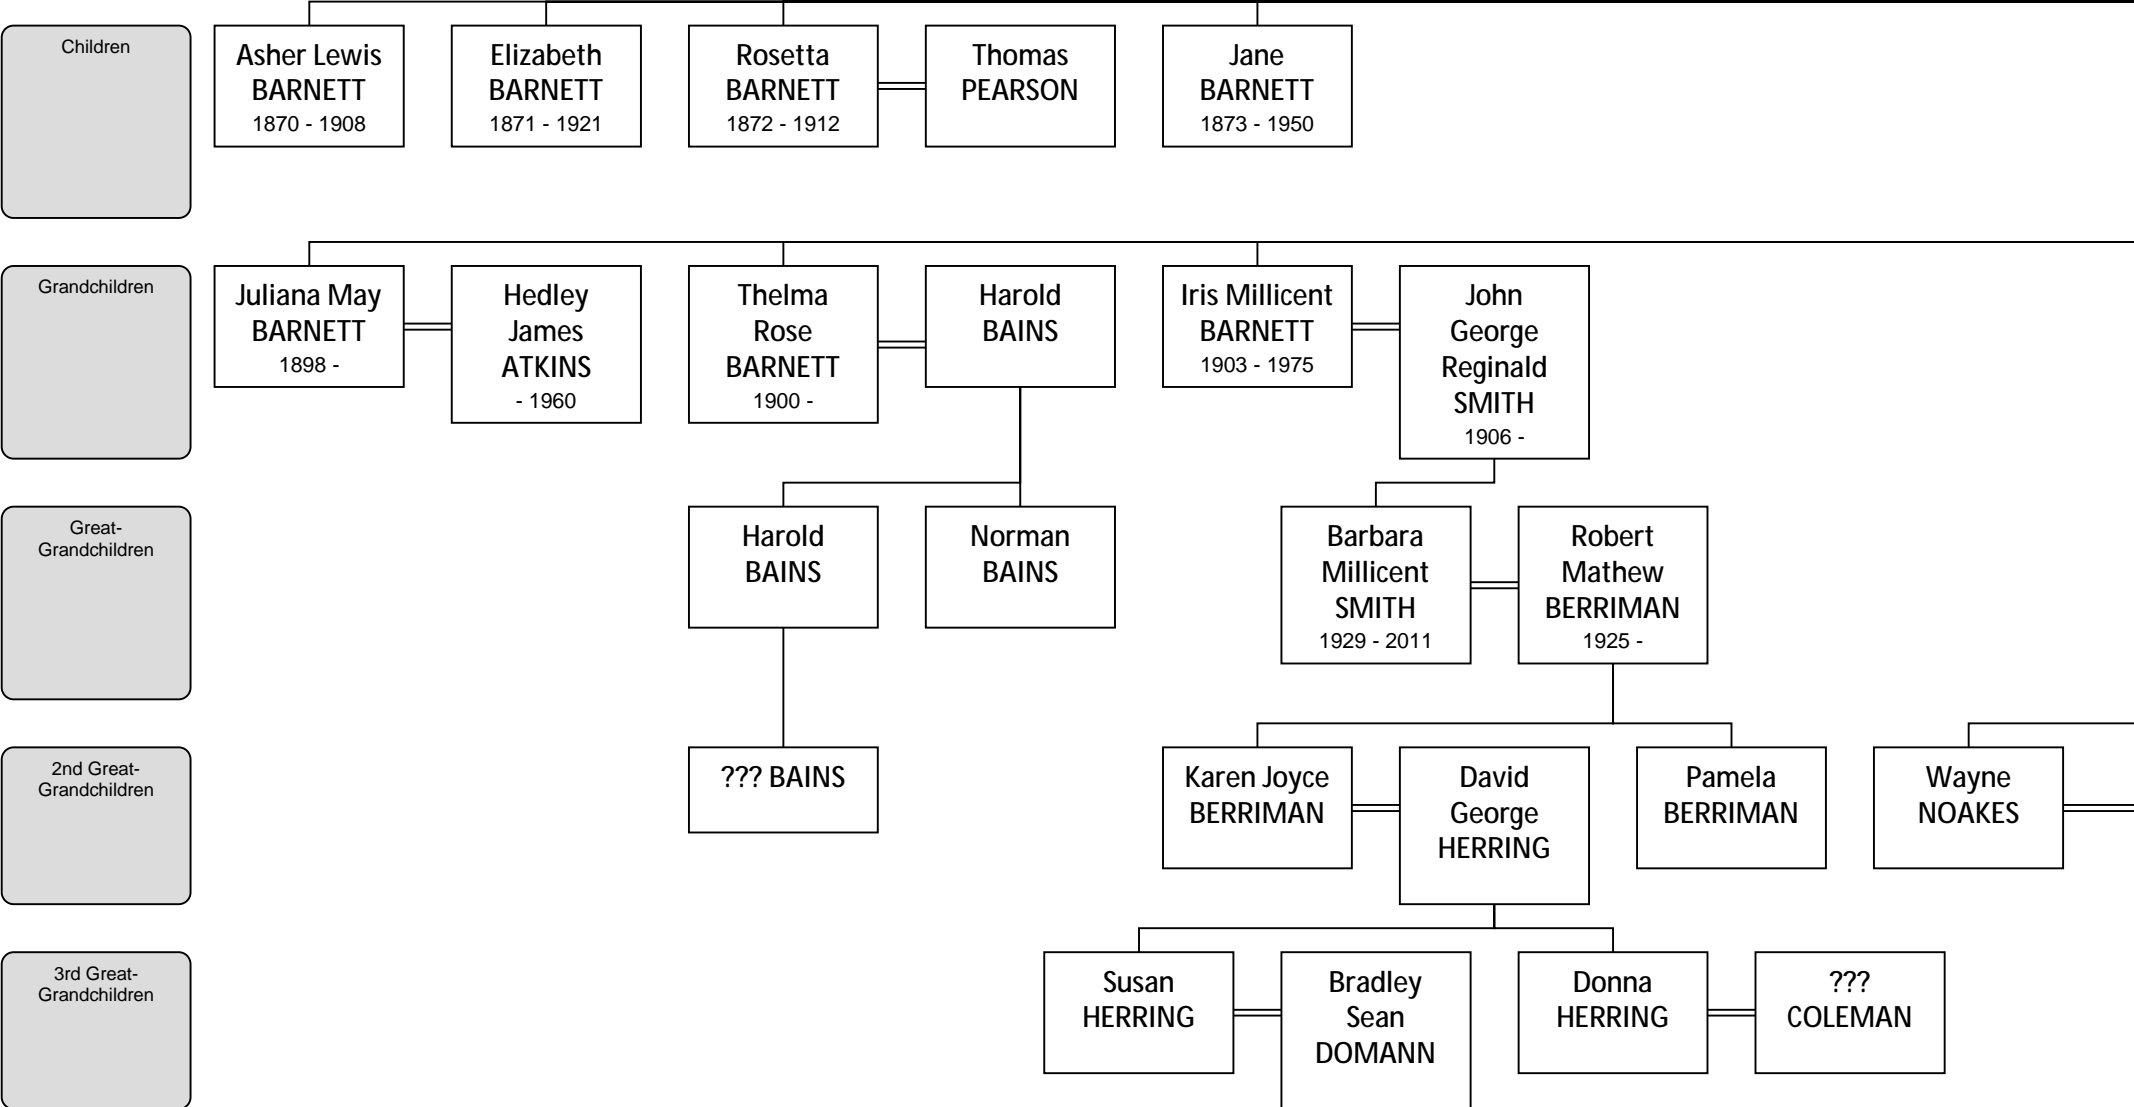 Children
Asher Lewis
BARNETT
1870 - 1908
Elizabeth
BARNETT
1871 - 1921
Rosetta
BARNETT
1872 - 1912
Thomas
PEARSON
Jane
BARNETT
1873 - 1950
Grandchildren
Juliana May
BARNETT
1898 -
Hedley
James
ATKINS
- 1960
Thelma
Rose
BARNETT
1900 -
Harold
BAINS
Iris Millicent
BARNETT
1903 - 1975
John
George
Reginald
SMITH
1906 -
Great-
Grandchildren
Harold
BAINS
Norman
BAINS
Barbara
Millicent
SMITH
1929 - 2011
Robert
Mathew
BERRIMAN
1925 -
2nd Great-
Grandchildren
??? BAINS
Karen Joyce
BERRIMAN
David
George
HERRING
Pamela
BERRIMAN
Wayne
NOAKES
3rd Great-
Grandchildren
Susan
HERRING
Bradley
Sean
DOMANN
Donna
HERRING
???
COLEMAN